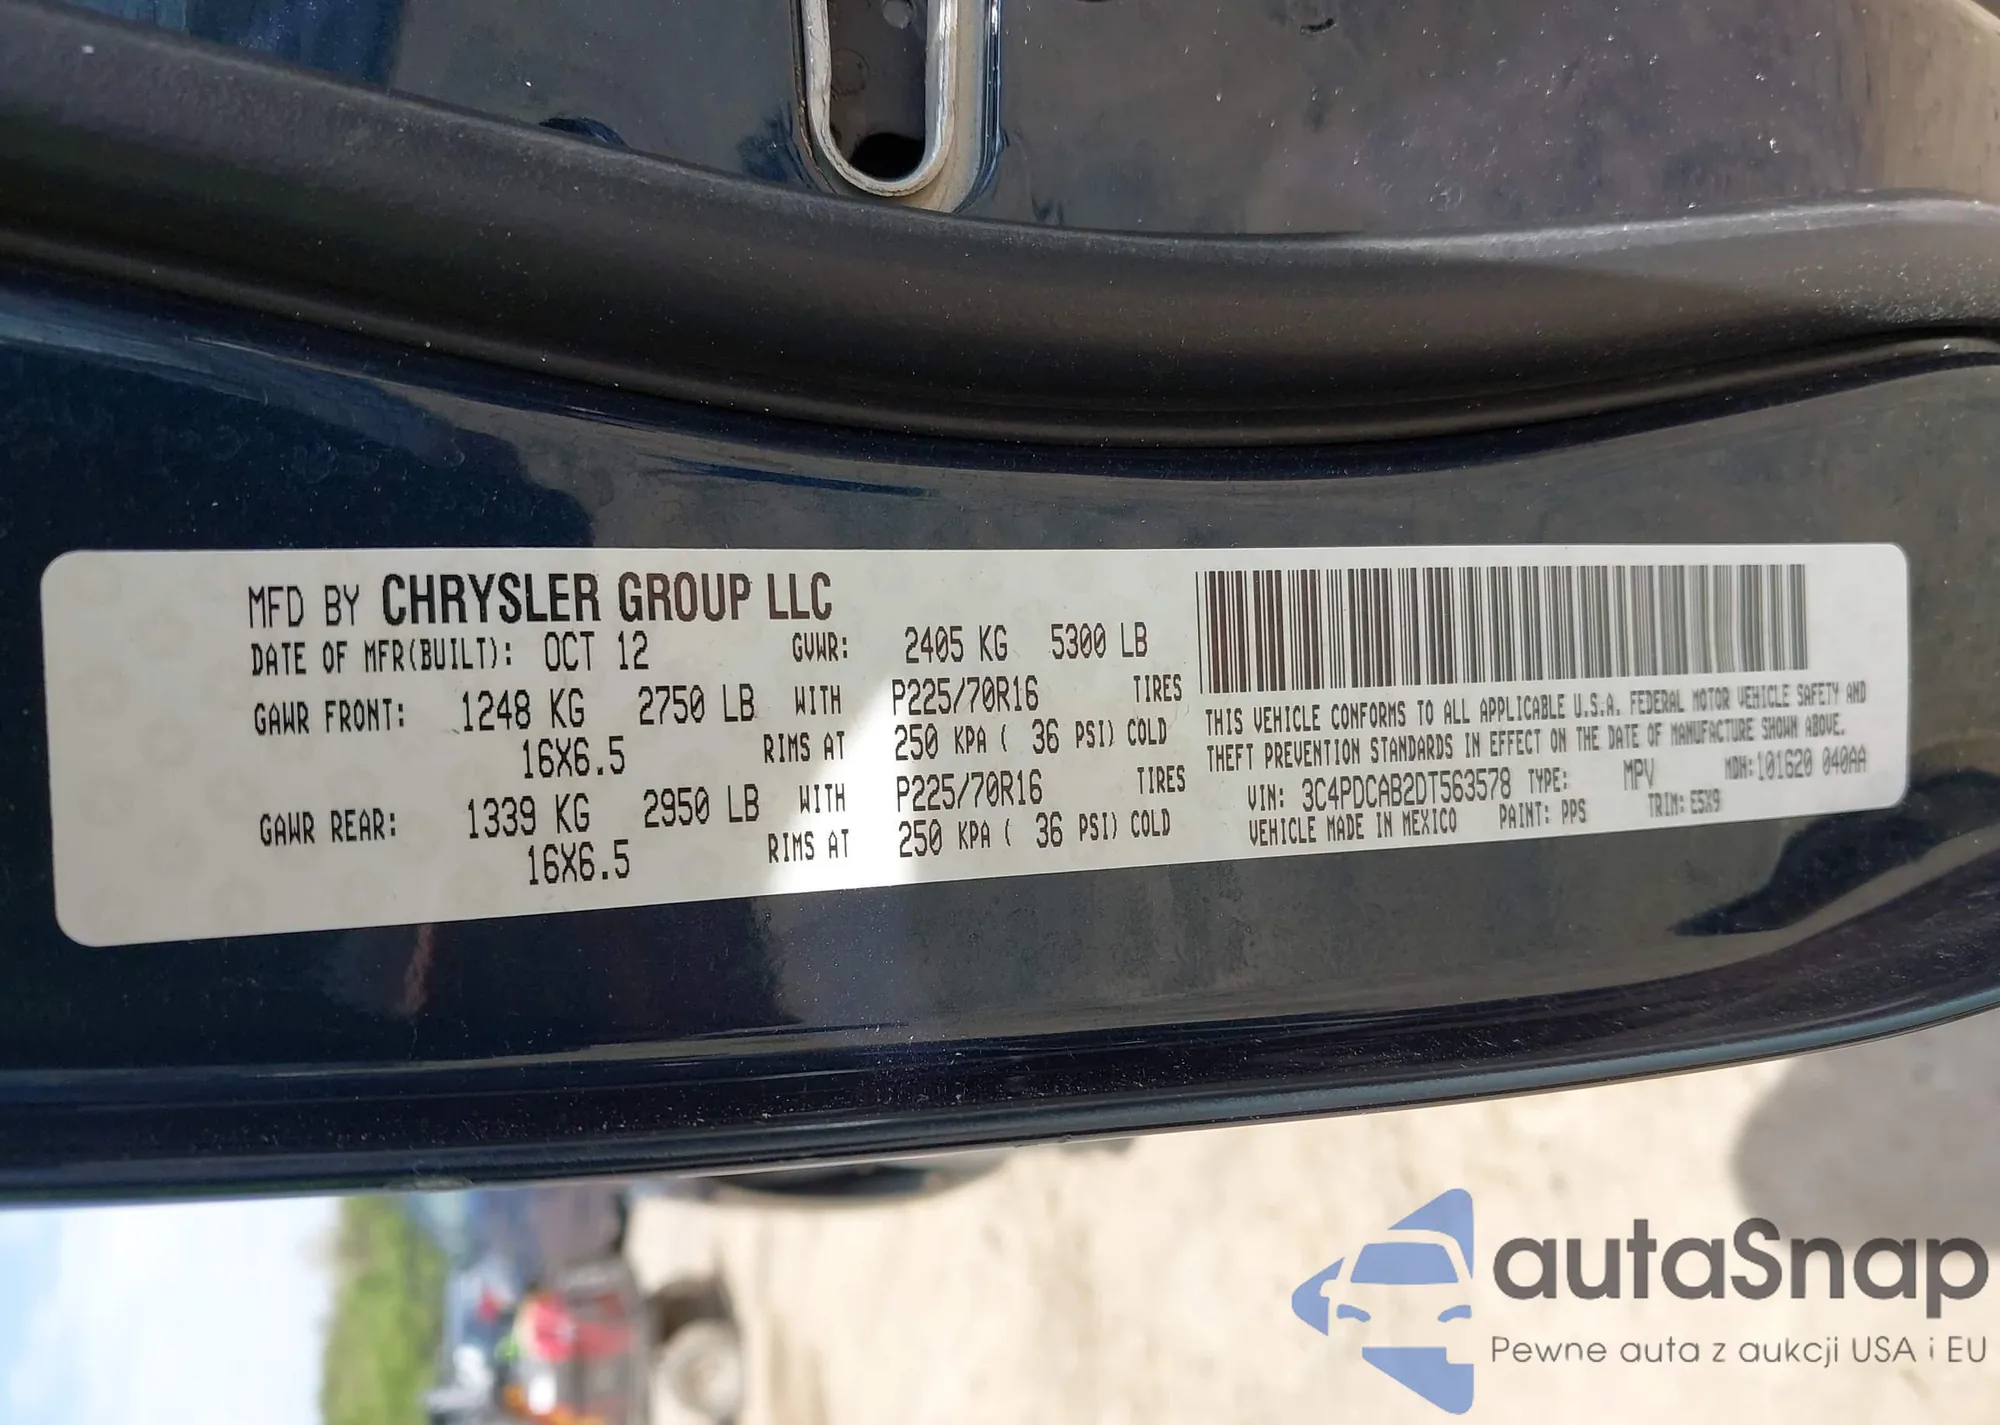 MFD BY CHRYSLER GROUP LLC
DATE OF MFR(BUILT): OCT 12 GVWR: 2405 KG 5300 LB
GAWR FRONT: 1248 KG 2750 LB WITH P225/70R16 TIRES
16X6.5 RIMS AT 250 KPA ( 36 PSI) COLD
GAWR REAR: 1339 KG 2950 LB WITH P225/70R16 TIRES
16X6.5 RIMS AT 250 KPA ( 36 PSI) COLD
THIS VEHICLE CONFORMS TO ALL APPLICABLE U.S.A. FEDERAL MOTOR VEHICLE SAFETY AND
THEFT PREVENTION STANDARDS IN EFFECT ON THE DATE OF MANUFACTURE SHOWN ABOVE.
VIN: 3C4PDCAB2DT563578 TYPE: MPV MDH:101620 040AA
VEHICLE MADE IN MEXICO PAINT: PPS TRIM: E5X9
autaSnap
Pewne auta z aukcji USA i EU